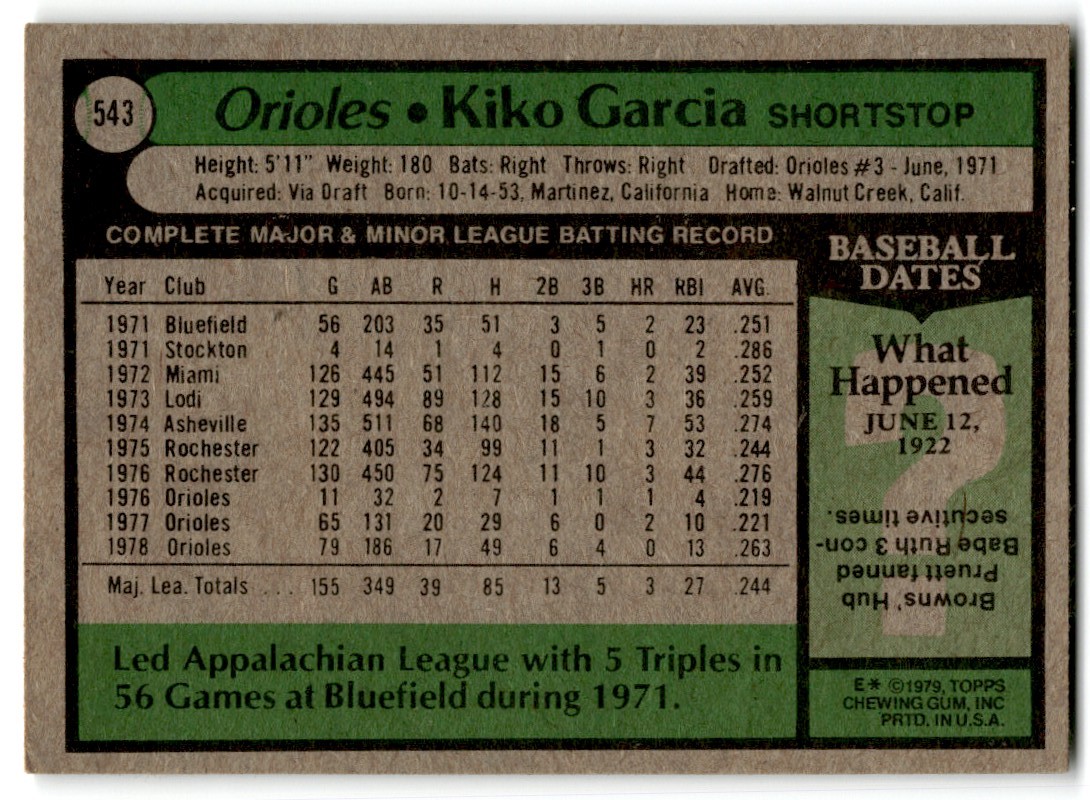 543
Orioles • Kiko Garcia SHORTSTOP
Height: 5'11" Weight: 180 Bats: Right Throws: Right Drafted: Orioles #3 - June, 1971
Acquired: Via Draft Born: 10-14-53, Martinez, California Home: Walnut Creek, Calif.
COMPLETE MAJOR & MINOR LEAGUE BATTING RECORD
Year Club G AB R H 2B 3B HR RBI AVG.
1971 Bluefield 56 203 35 51 3 5 2 23 .251
1971 Stockton 4 14 1 4 0 1 0 2 .286
1972 Miami 126 445 51 112 15 6 2 39 .252
1973 Lodi 129 494 89 128 15 10 3 36 .259
1974 Asheville 135 511 68 140 18 5 7 53 .274
1975 Rochester 122 405 34 99 11 1 3 32 .244
1976 Rochester 130 450 75 124 11 10 3 44 .276
1976 Orioles 11 32 2 7 1 1 1 4 .219
1977 Orioles 65 131 20 29 6 0 2 10 .221
1978 Orioles 79 186 17 49 6 4 0 13 .263
Maj. Lea. Totals . . . 155 349 39 85 13 5 3 27 .244
Led Appalachian League with 5 Triples in
56 Games at Bluefield during 1971.
BASEBALL
DATES
What
Happened
JUNE 12,
1922
Browns' Hub
Pruett fanned
Babe Ruth 3 con-
secutive times.
E* ©1979, TOPPS
CHEWING GUM, INC
PRTD. IN U.S.A.